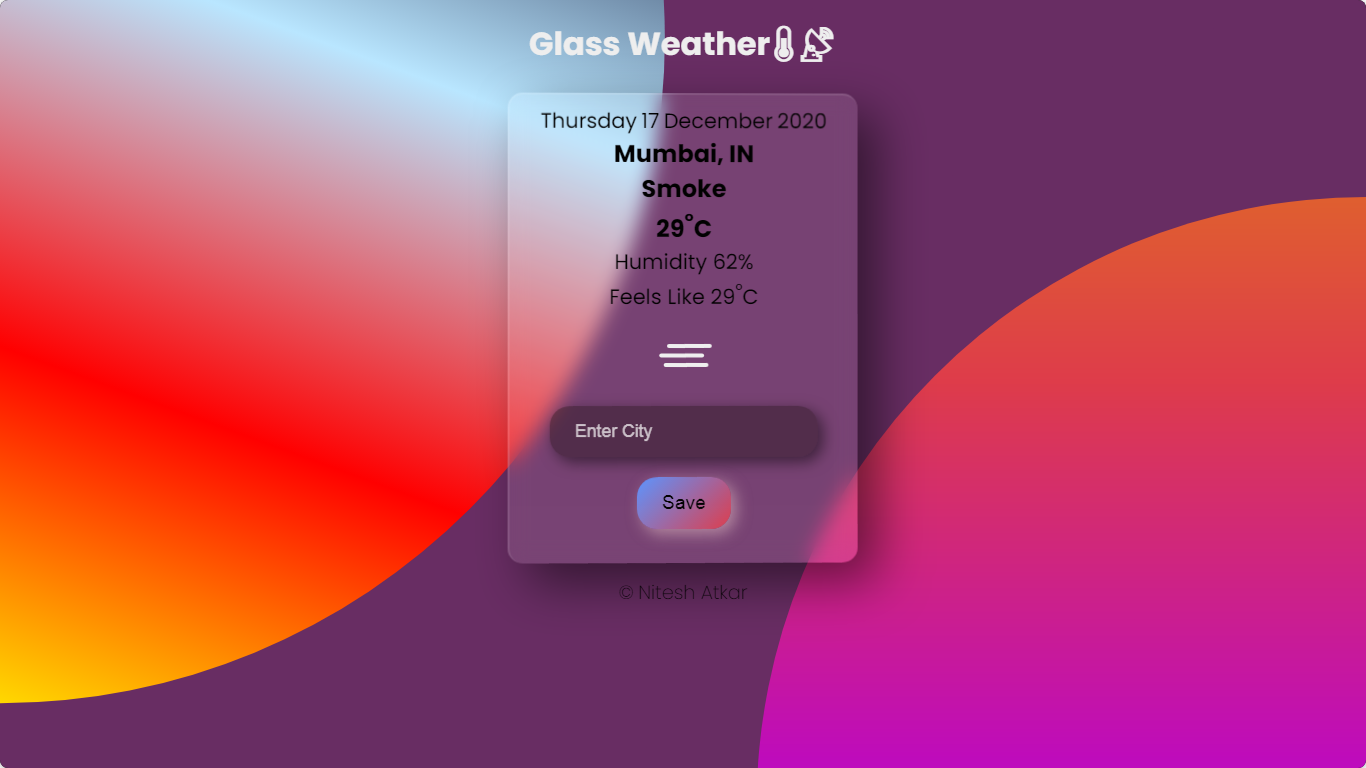 Glass Weather
Thursday 17 December 2020
Mumbai, IN
Smoke
29°C
Humidity 62%
Feels Like 29°C
Enter City
Save
© Nitesh Atkar